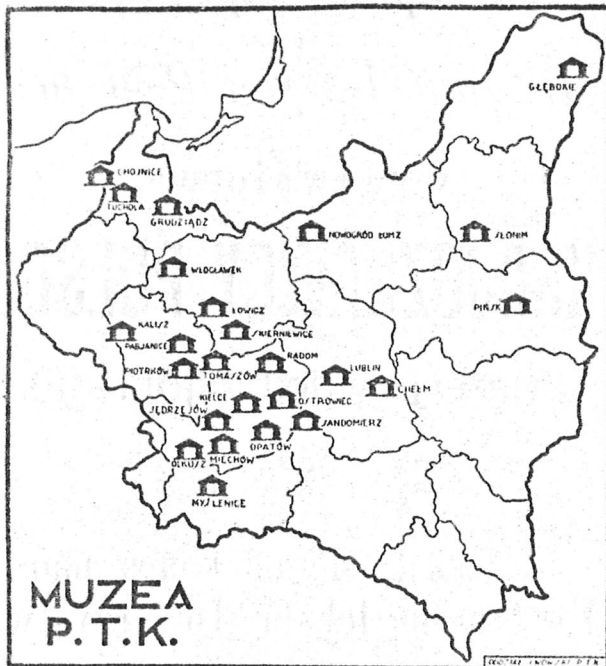 GŁĘBOKIE
CHOJNICE
TUCHOLA
GRUDZIĄDZ
NOWOGRÓD ŁOMŻ
SŁONIM
WŁOCŁAWEK
PIŃSK
ŁOWICZ
KALISZ
SKIERNIEWICE
PABJANICE
PIOTRKÓW
TOMASZÓW
RADOM
LUBLIN
CHEŁM
KIELCE
OSTROWIEC
JĘDRZEJÓW
SANDOMIERZ
OPATÓW
OLKUSZ
MIECHÓW
MYŚLENICE
MUZEA
P.T.K.